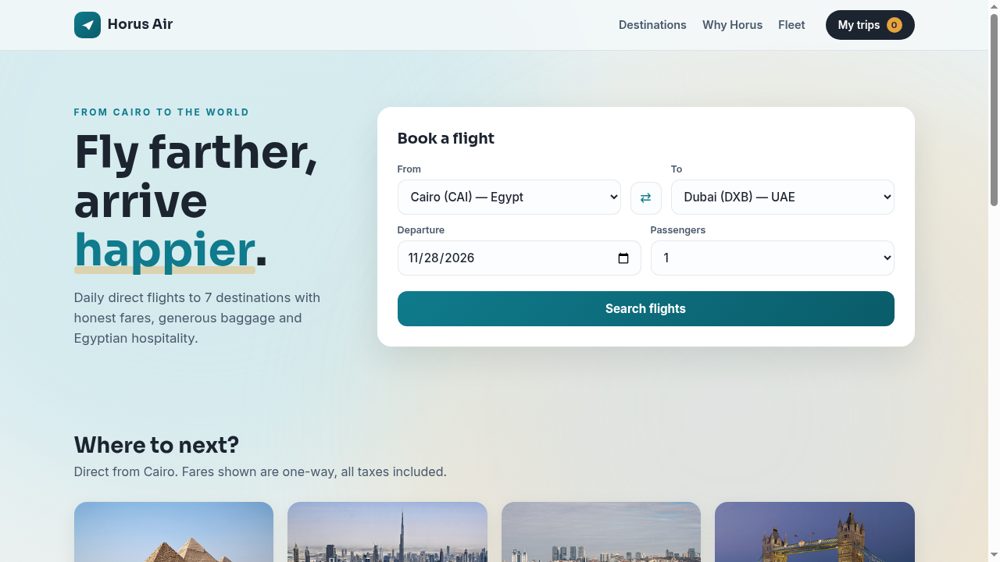 Horus Air
Destinations
Why Horus
Fleet
My trips 0
FROM CAIRO TO THE WORLD
Fly farther,
arrive
happier.
Daily direct flights to 7 destinations with
honest fares, generous baggage and
Egyptian hospitality.
Book a flight
From
Cairo (CAI) — Egypt
⇄
To
Dubai (DXB) — UAE
Departure
11/28/2026
Passengers
1
Search flights
Where to next?
Direct from Cairo. Fares shown are one-way, all taxes included.